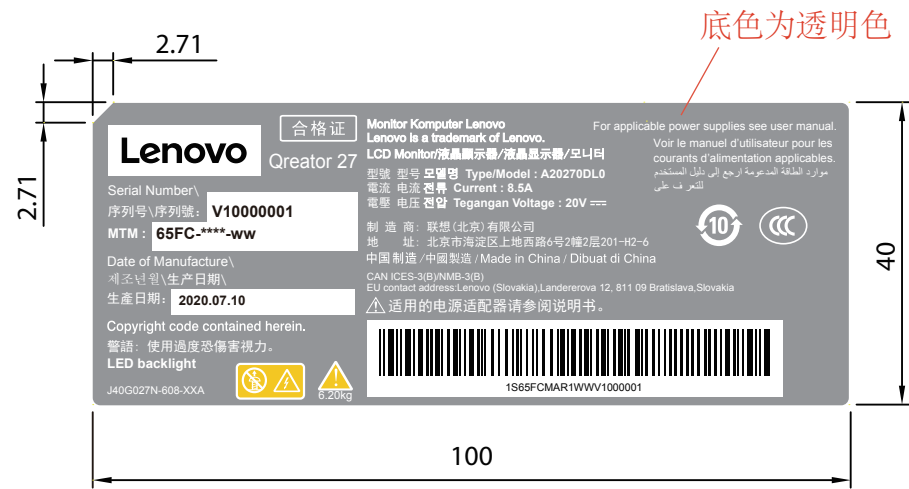 底色为透明色
2.71
2.71
Lenovo
合格证
Qreator 27
Serial Number\
序列号\序列號: V10000001
MTM : 65FC-****-ww
Date of Manufacture\
제조년월\生产日期\
生產日期: 2020.07.10
Copyright code contained herein.
警語: 使用過度恐傷害視力。
LED backlight
J40G027N-608-XXA
6.20kg
Monitor Komputer Lenovo
Lenovo is a trademark of Lenovo.
LCD Monitor/液晶顯示器/液晶显示器/모니터
型號 型号 모델명 Type/Model : A20270DL0
電流 电流 전류 Current : 8.5A
電壓 电压 전압 Tegangan Voltage : 20V
制 造 商: 联想(北京)有限公司
地 址: 北京市海淀区上地西路6号2幢2层201-H2-6
中国制造/中國製造/Made in China / Dibuat di China
CAN ICES-3(B)/NMB-3(B)
EU contact address:Lenovo (Slovakia),Landererova 12, 811 09 Bratislava,Slovakia
适用的电源适配器请参阅说明书。
1S65FCMAR1WWV1000001
For applicable power supplies see user manual.
Voir le manuel d'utilisateur pour les
courants d'alimentation applicables.
موارد الطاقة المدعومة ارجع إلى دليل المستخدم
للتعر ف على
10
CCC
40
100